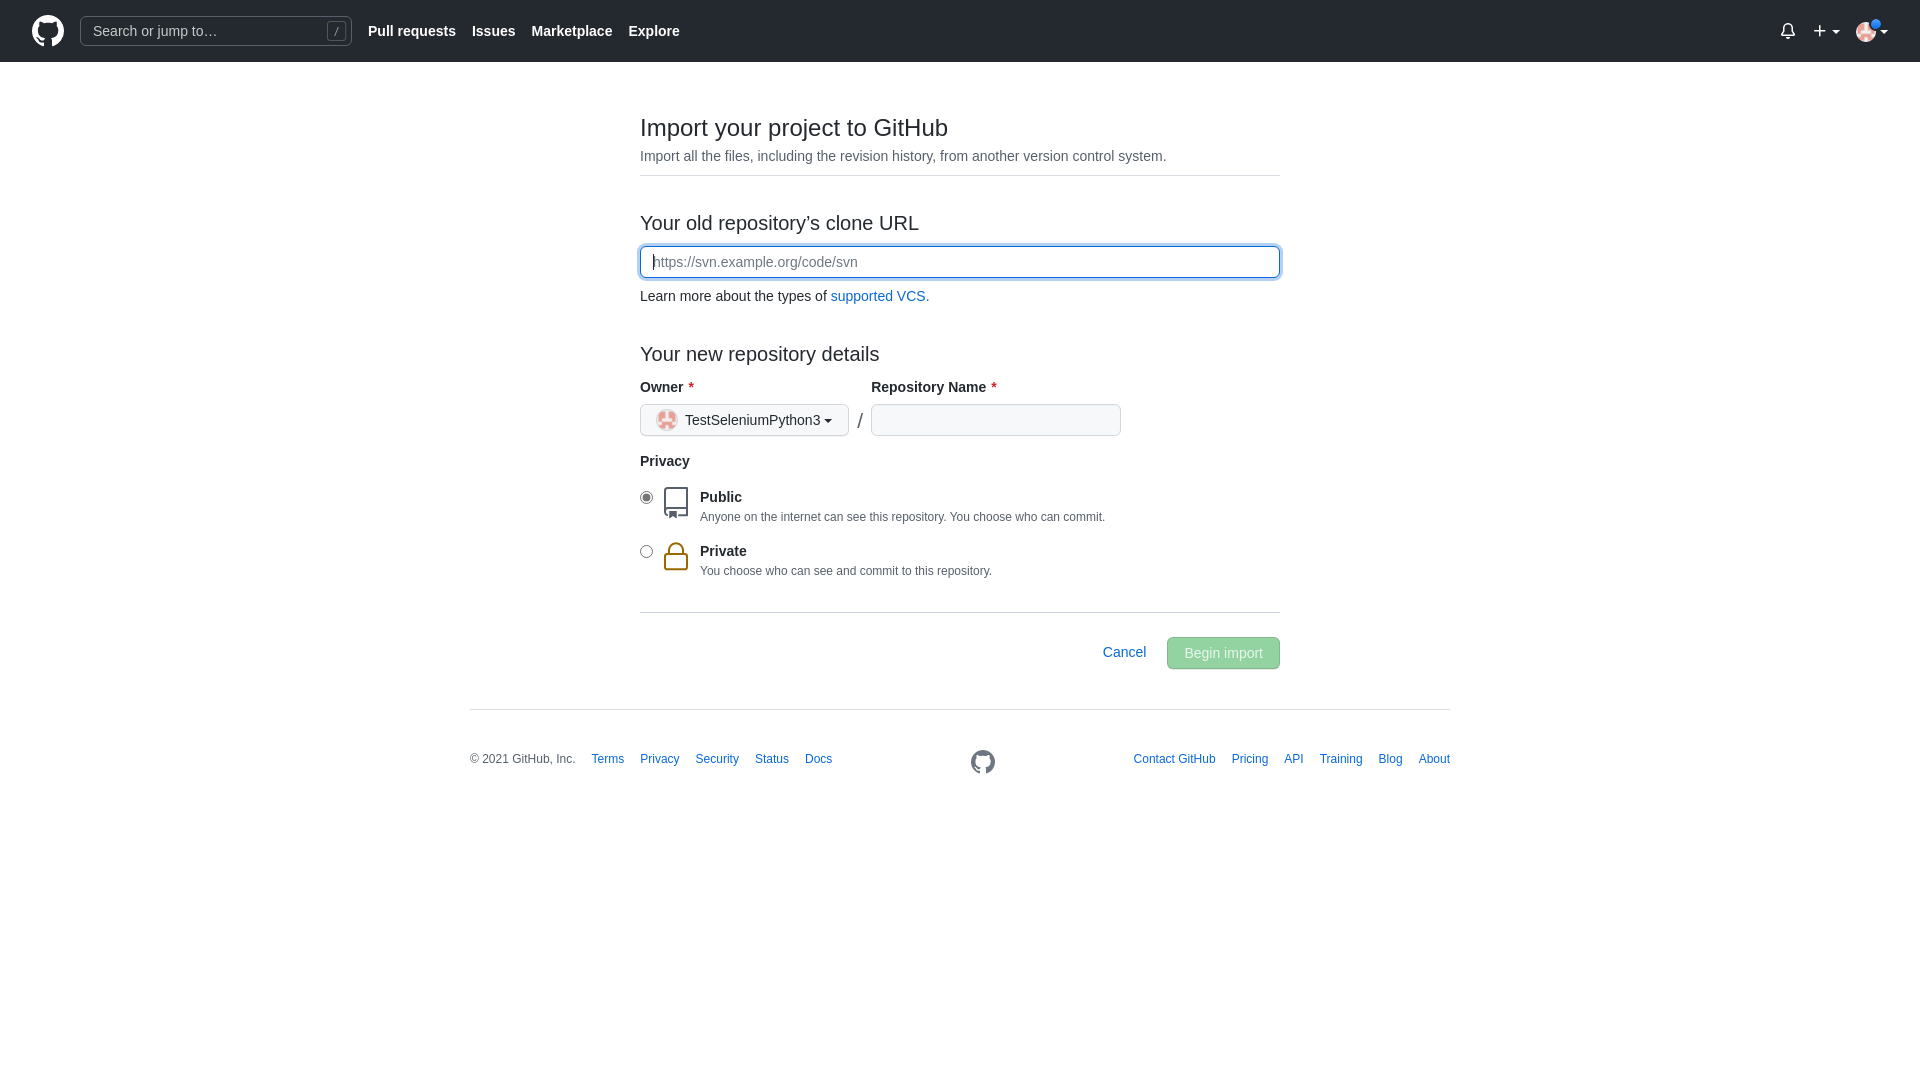 Search or jump to… /
Pull requests Issues Marketplace Explore
Import your project to GitHub
Import all the files, including the revision history, from another version control system.
Your old repository’s clone URL
https://svn.example.org/code/svn
Learn more about the types of supported VCS.
Your new repository details
Owner * Repository Name *
TestSeleniumPython3 /
Privacy
Public
Anyone on the internet can see this repository. You choose who can commit.
Private
You choose who can see and commit to this repository.
Cancel Begin import
© 2021 GitHub, Inc. Terms Privacy Security Status Docs Contact GitHub Pricing API Training Blog About